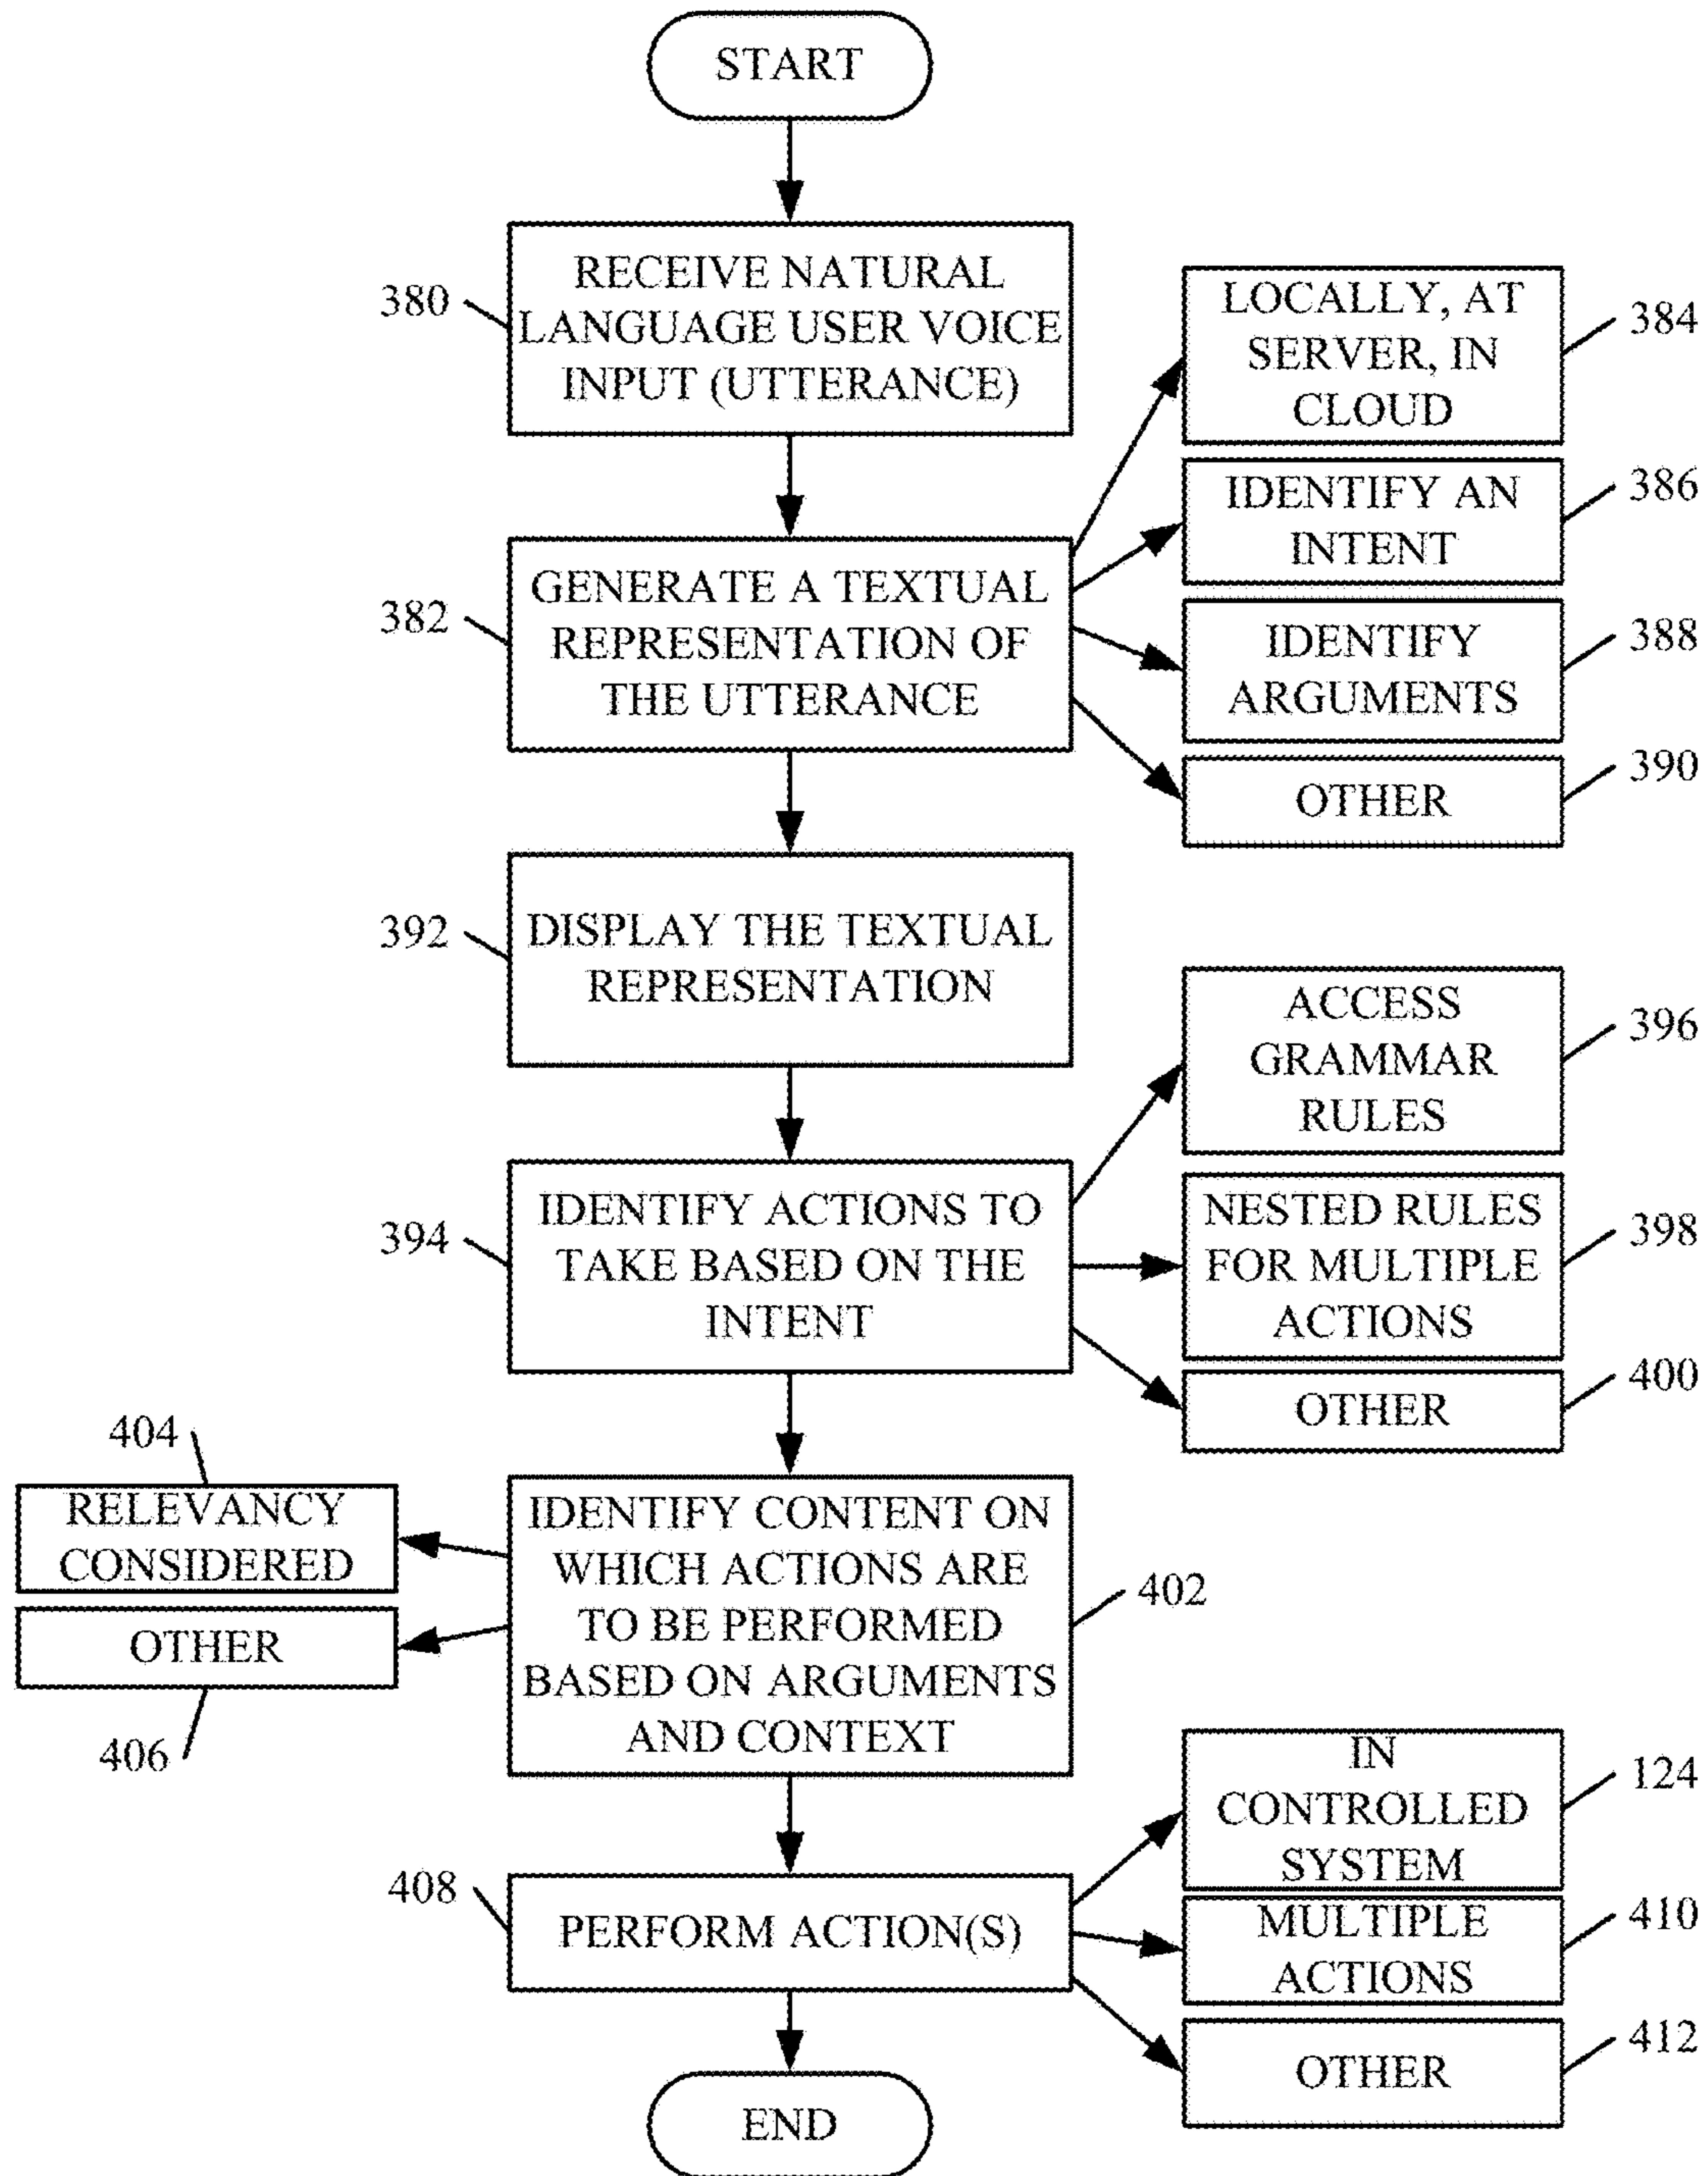 START
380
RECEIVE NATURAL
LANGUAGE USER VOICE
INPUT (UTTERANCE)
382
GENERATE A TEXTUAL
REPRESENTATION OF
THE UTTERANCE
LOCALLY, AT
SERVER, IN
CLOUD
384
IDENTIFY AN
INTENT
386
IDENTIFY
ARGUMENTS
388
OTHER
390
392
DISPLAY THE TEXTUAL
REPRESENTATION
394
IDENTIFY ACTIONS TO
TAKE BASED ON THE
INTENT
ACCESS
GRAMMAR
RULES
396
NESTED RULES
FOR MULTIPLE
ACTIONS
398
OTHER
400
404
RELEVANCY
CONSIDERED
OTHER
406
IDENTIFY CONTENT ON
WHICH ACTIONS ARE
TO BE PERFORMED
BASED ON ARGUMENTS
AND CONTEXT
402
408
PERFORM ACTION(S)
IN
CONTROLLED
SYSTEM
124
MULTIPLE
ACTIONS
410
OTHER
412
END